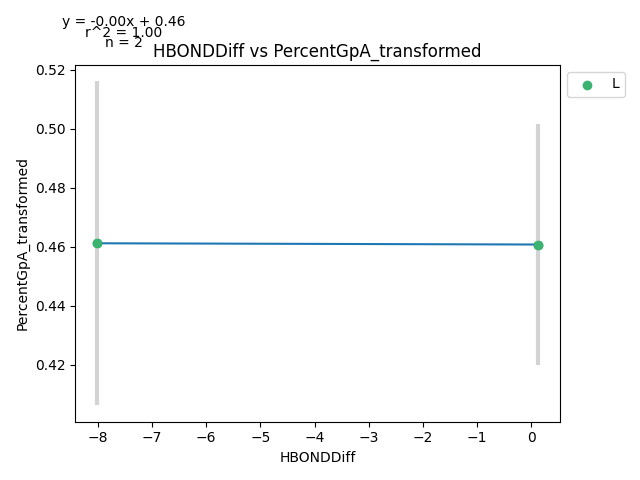 y = -0.00x + 0.46
r^2 = 1.00
n = 2
HBONDDiff vs PercentGpA_transformed
L
0.52
0.50
0.48
0.46
0.44
0.42
PercentGpA_transformed
−8 −7 −6 −5 −4 −3 −2 −1 0
HBONDDiff